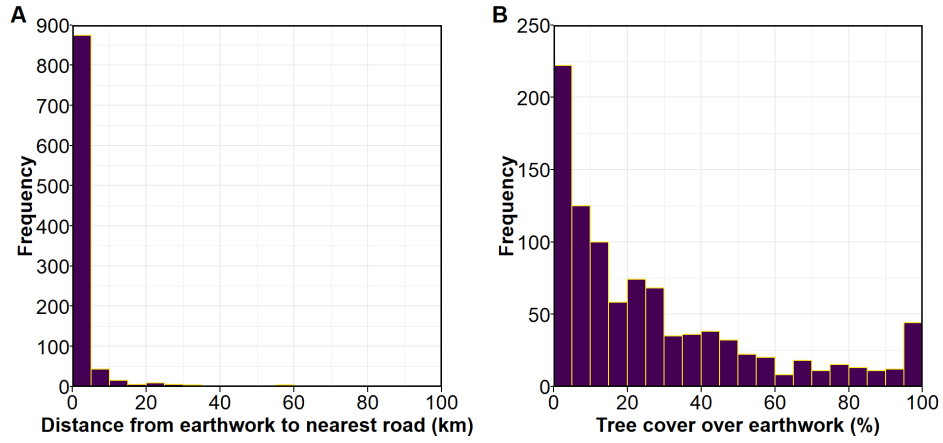 A
900
800
700
600
500
400
300
200
100
0
Frequency
0 20 40 60 80 100
Distance from earthwork to nearest road (km)
B
250
200
150
100
50
0
Frequency
0 20 40 60 80 100
Tree cover over earthwork (%)